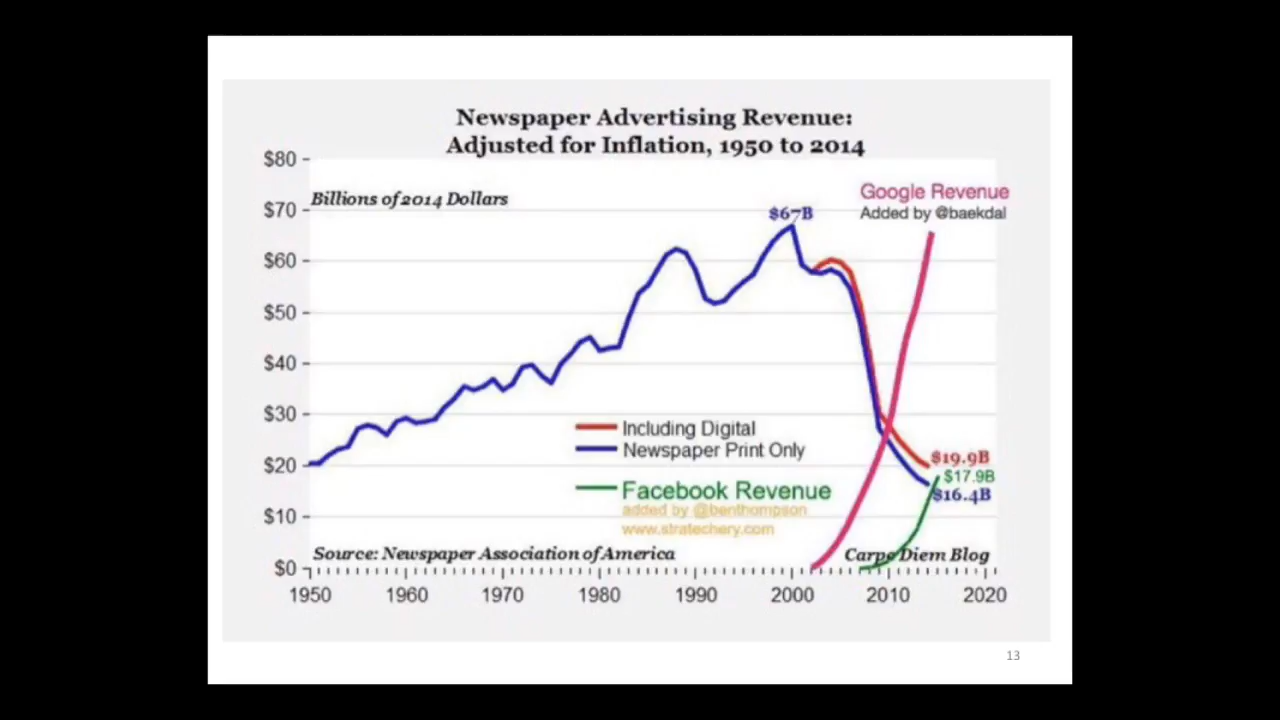 Newspaper Advertising Revenue:
Adjusted for Inflation, 1950 to 2014
$80
Billions of 2014 Dollars
Google Revenue
Added by @baekdal
$70
$67B
$60
$50
$40
$30
Including Digital
Newspaper Print Only
$20
$19.9B
$17.9B
$16.4B
Facebook Revenue
added by @benthompson
www.stratechery.com
$10
Source: Newspaper Association of America
Carpe Diem Blog
$0
1950 1960 1970 1980 1990 2000 2010 2020
13